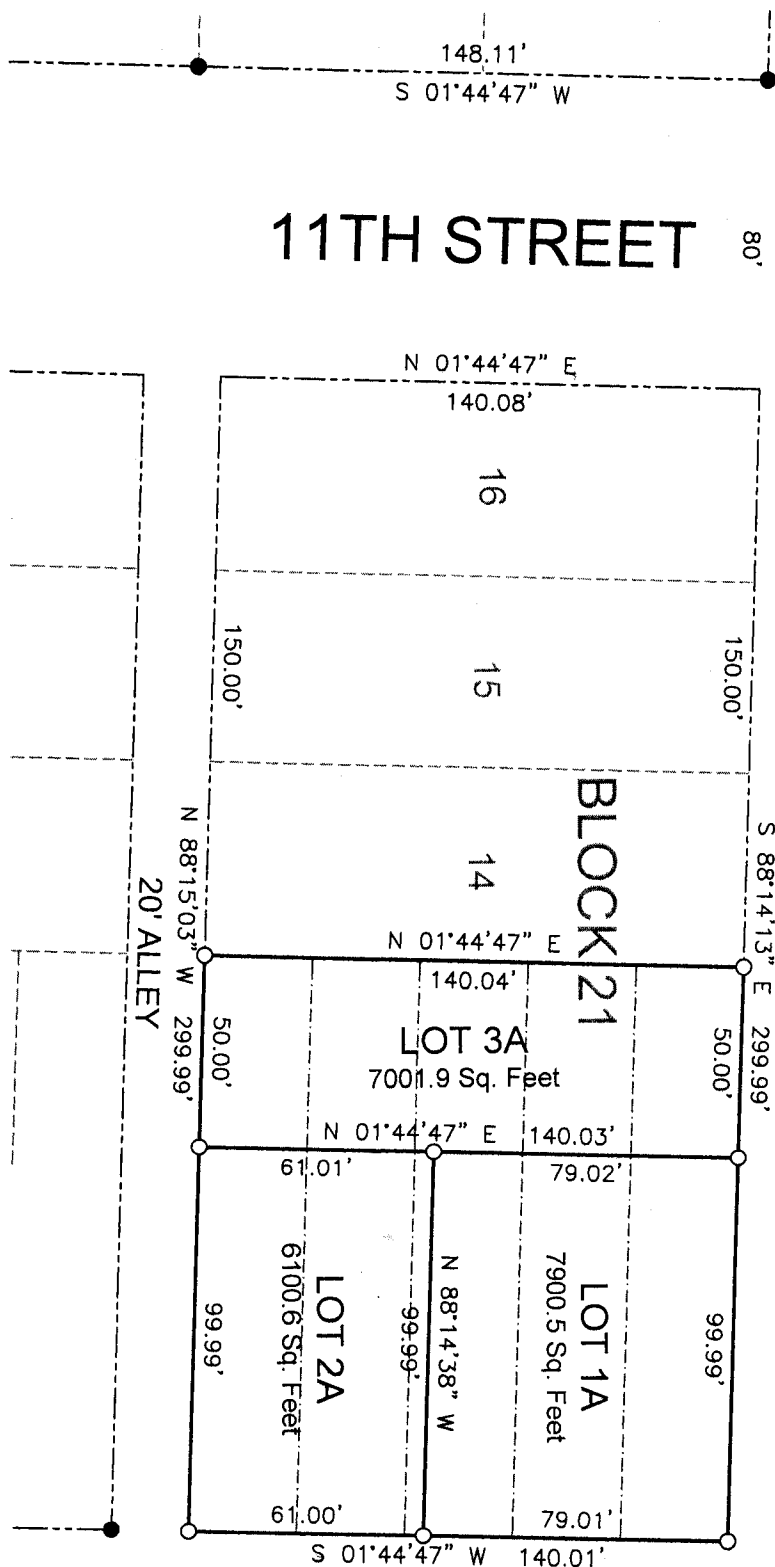 148.11'
S 01°44'47" W
11TH STREET
80'
N 01°44'47" E
140.08'
16
150.00'
15
150.00'
BLOCK 21
14
S 88°14'13" E 299.99'
N 88°15'03" W 299.99'
20' ALLEY
N 01°44'47" E
140.04'
LOT 3A
7001.9 Sq. Feet
50.00'
50.00'
N 01°44'47" E 140.03'
61.01'
79.02'
LOT 2A
6100.6 Sq. Feet
99.99'
99.99'
N 88°14'38" W
LOT 1A
7900.5 Sq. Feet
99.99'
61.00'
79.01'
S 01°44'47" W 140.01'